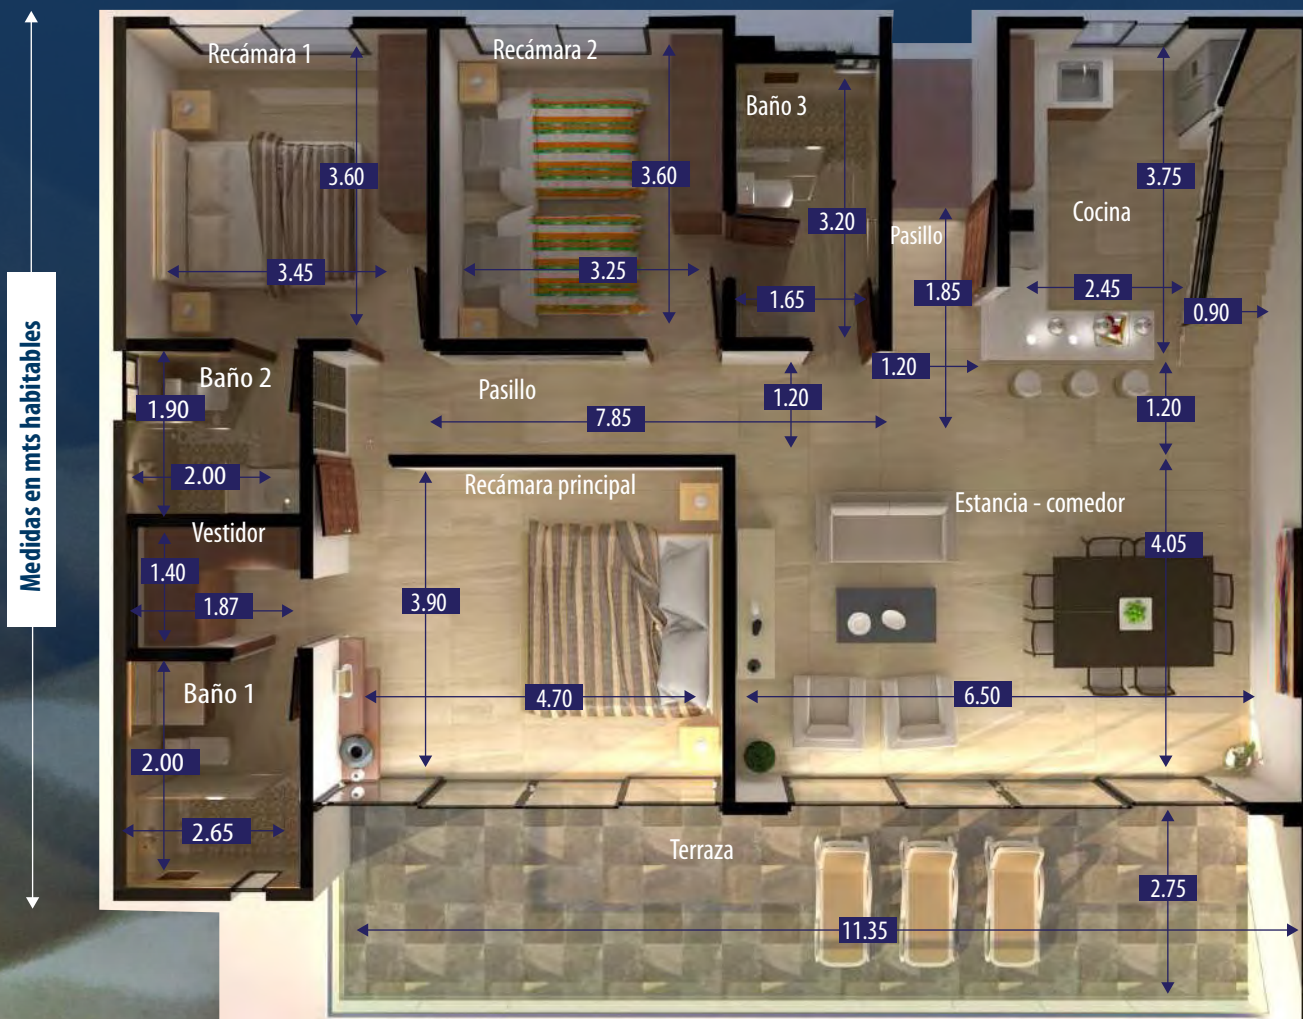 Medidas en mts habitables
Recámara 1
3.60
3.45
Recámara 2
3.60
3.25
Baño 3
3.20
1.65
Pasillo
1.85
1.20
Cocina
3.75
2.45
0.90
Baño 2
1.90
2.00
Pasillo
7.85
1.20
1.20
Vestidor
1.40
1.87
Recámara principal
3.90
4.70
Estancia - comedor
4.05
6.50
Baño 1
2.00
2.65
Terraza
2.75
11.35